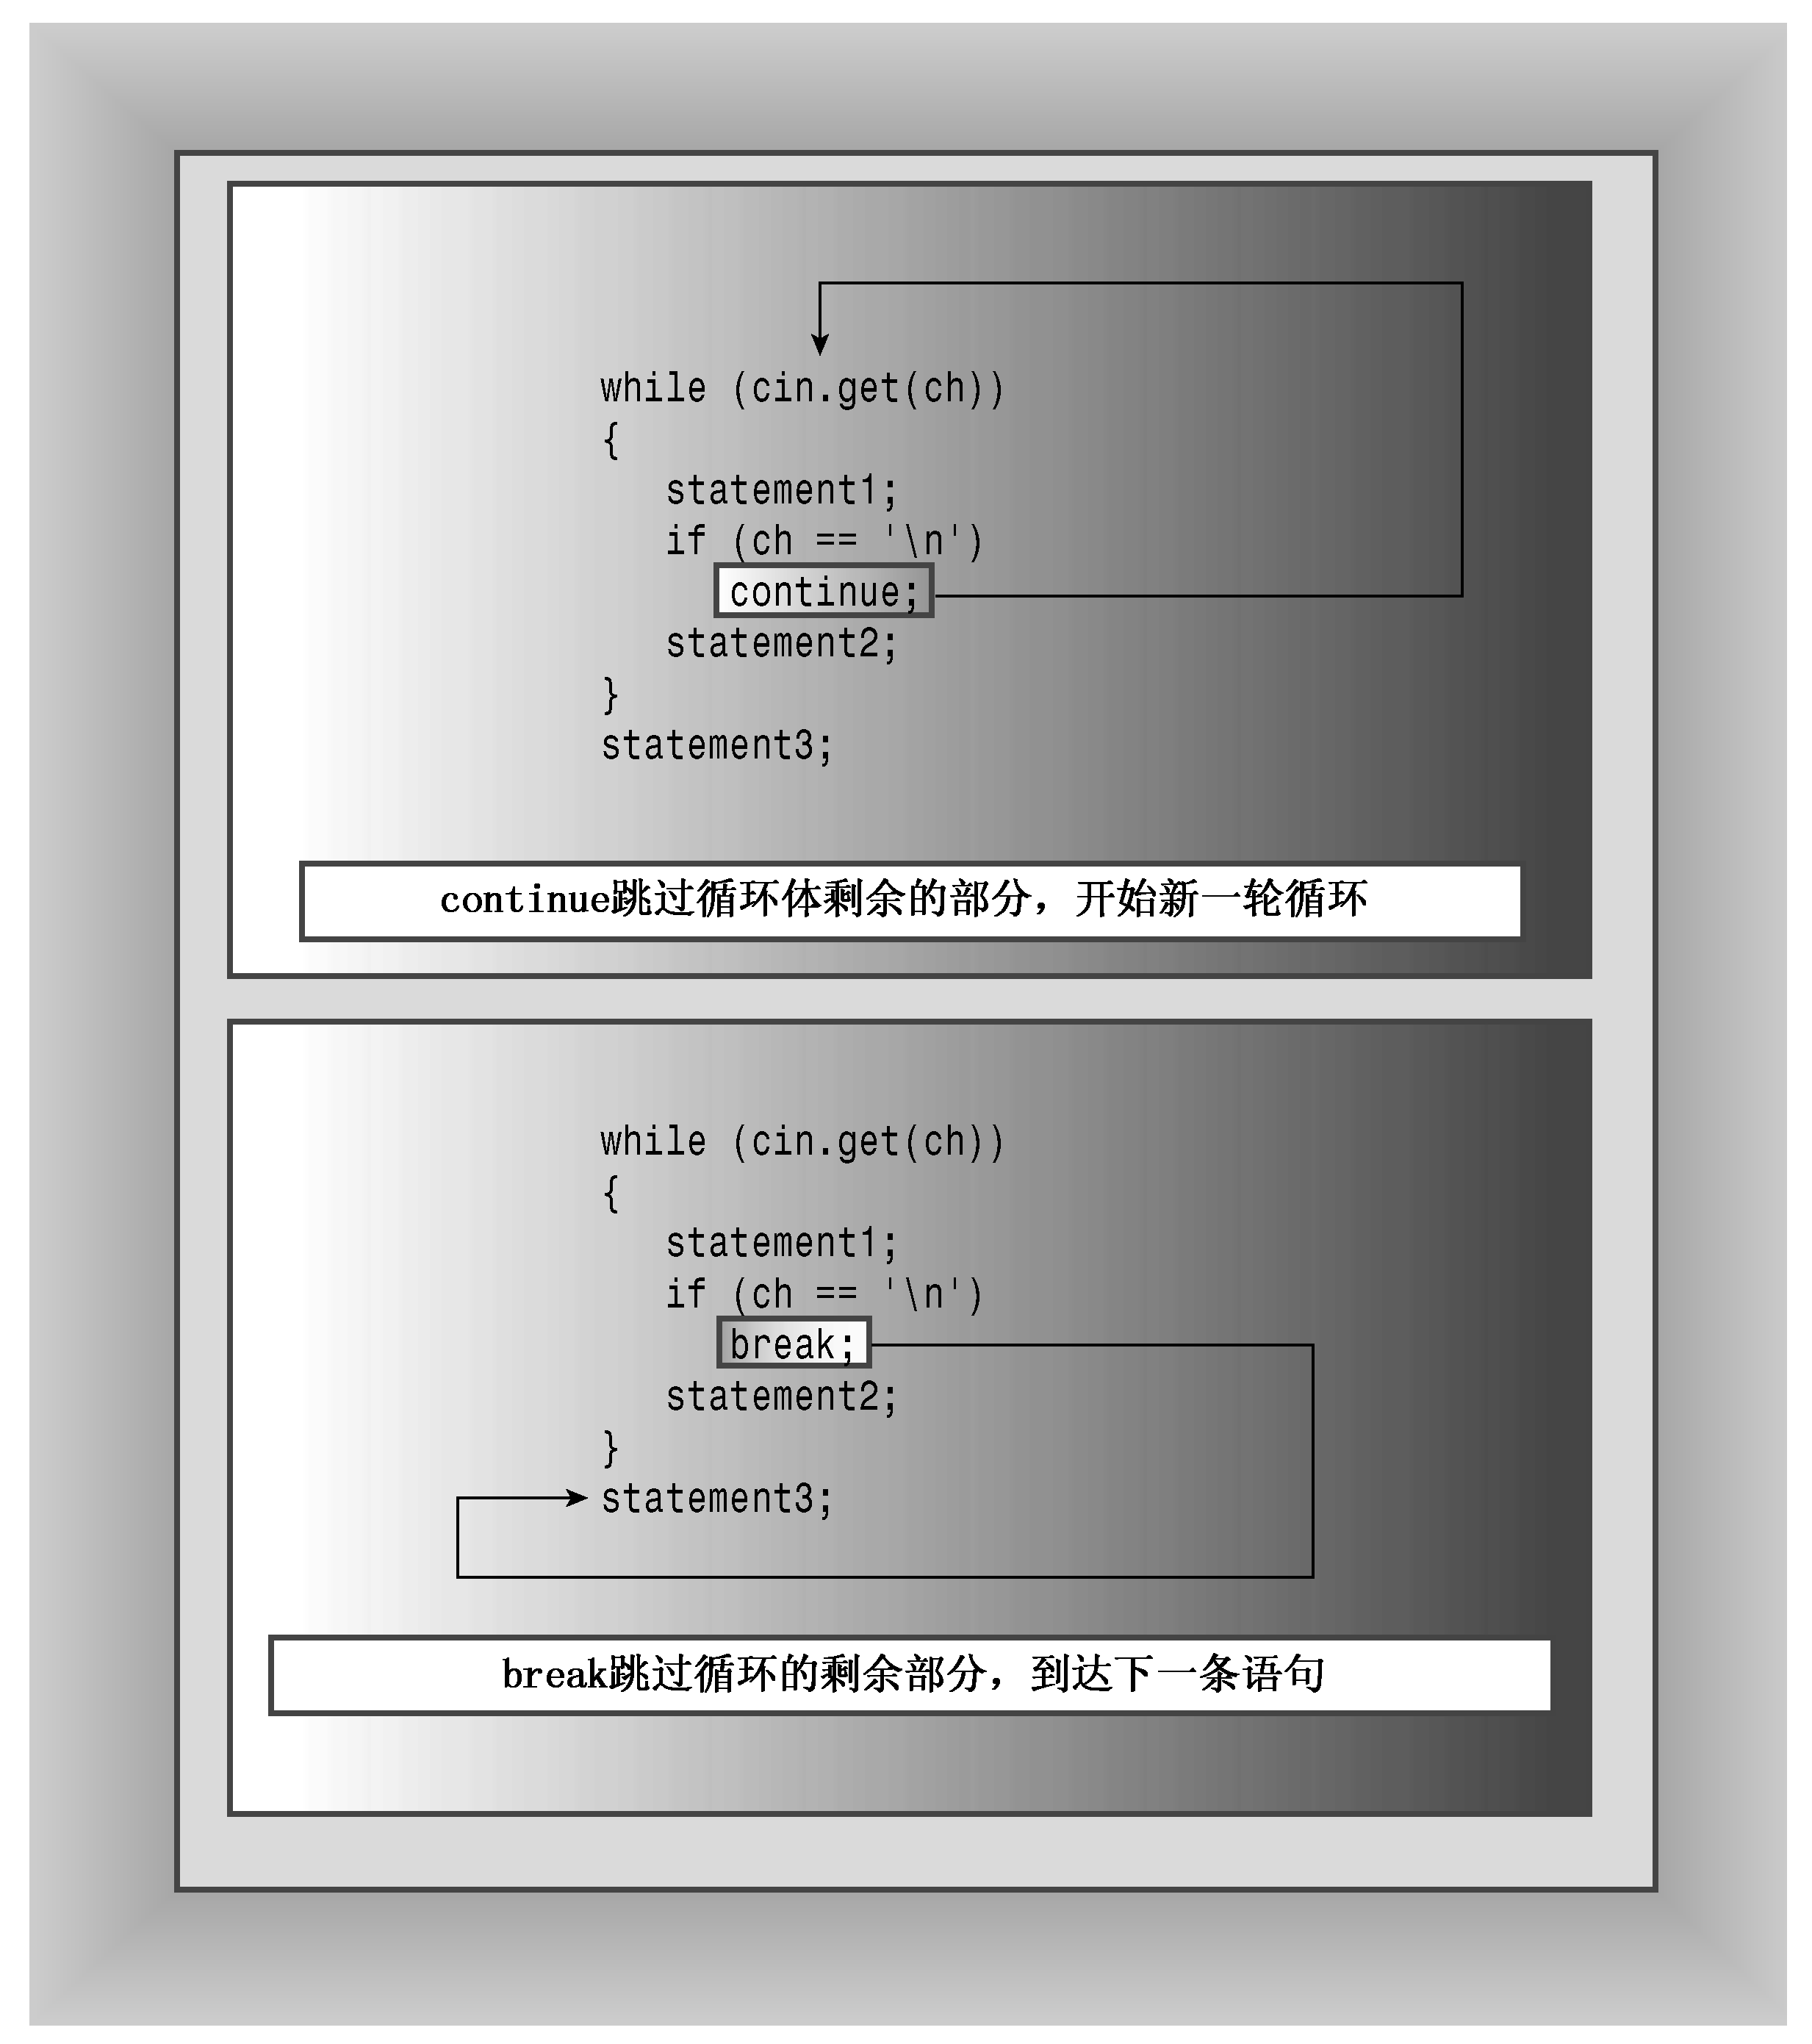 while (cin.get(ch))
{
statement1;
if (ch == '\n')
continue;
statement2;
}
statement3;
continue跳过循环体剩余的部分，开始新一轮循环
while (cin.get(ch))
{
statement1;
if (ch == '\n')
break;
statement2;
}
statement3;
break跳过循环的剩余部分，到达下一条语句